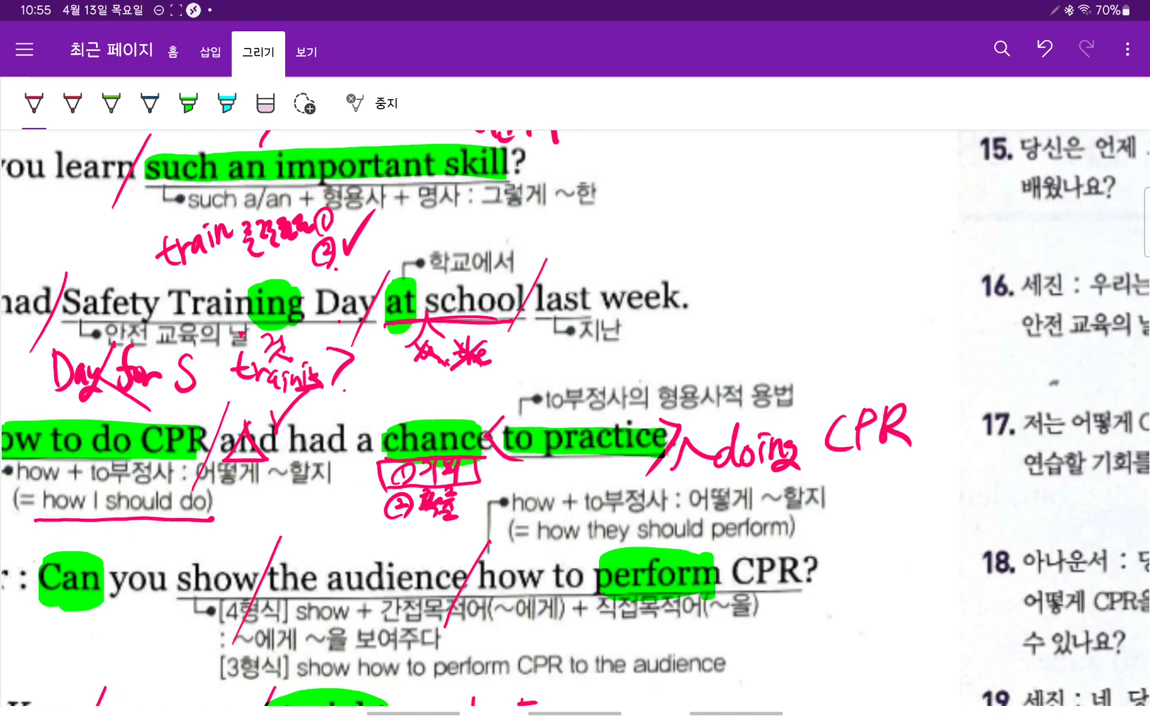 10:55 4월 13일 목요일
70%
최근 페이지 홈 삽입 그리기 보기
중지
you learn such an important skill?
such a/an + 형용사 + 명사 : 그렇게 ~한
train ①
②
학교에서
had Safety Training Day at school last week.
안전 교육의 날
지난
Day for S
것
training
to부정사의 형용사적 용법
ow to do CPR and had a chance to practice doing CPR
how + to부정사 : 어떻게 ~할지
(= how I should do)
① 기회
② 확률
how + to부정사 : 어떻게 ~할지
(= how they should perform)
r : Can you show the audience how to perform CPR?
[4형식] show + 간접목적어(~에게) + 직접목적어(~을)
: ~에게 ~을 보여주다
[3형식] show how to perform CPR to the audience
15. 당신은 언제
배웠나요?
16. 세진 : 우리는
안전 교육의 날
17. 저는 어떻게 C
연습할 기회를
18. 아나운서 : 당
어떻게 CPR을
수 있나요?
19. 세진 : 네 당